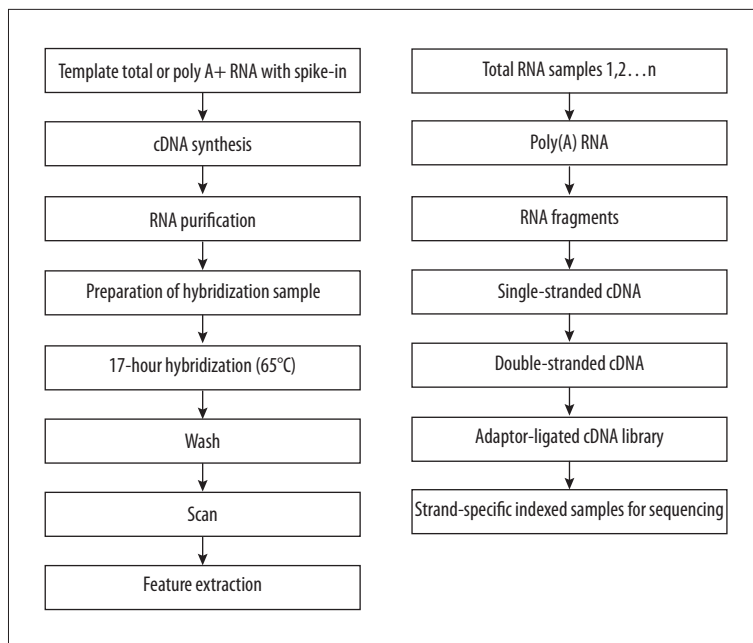 Template total or poly A+ RNA with spike-in
cDNA synthesis
RNA purification
Preparation of hybridization sample
17-hour hybridization (65°C)
Wash
Scan
Feature extraction
Total RNA samples 1,2…n
Poly(A) RNA
RNA fragments
Single-stranded cDNA
Double-stranded cDNA
Adaptor-ligated cDNA library
Strand-specific indexed samples for sequencing